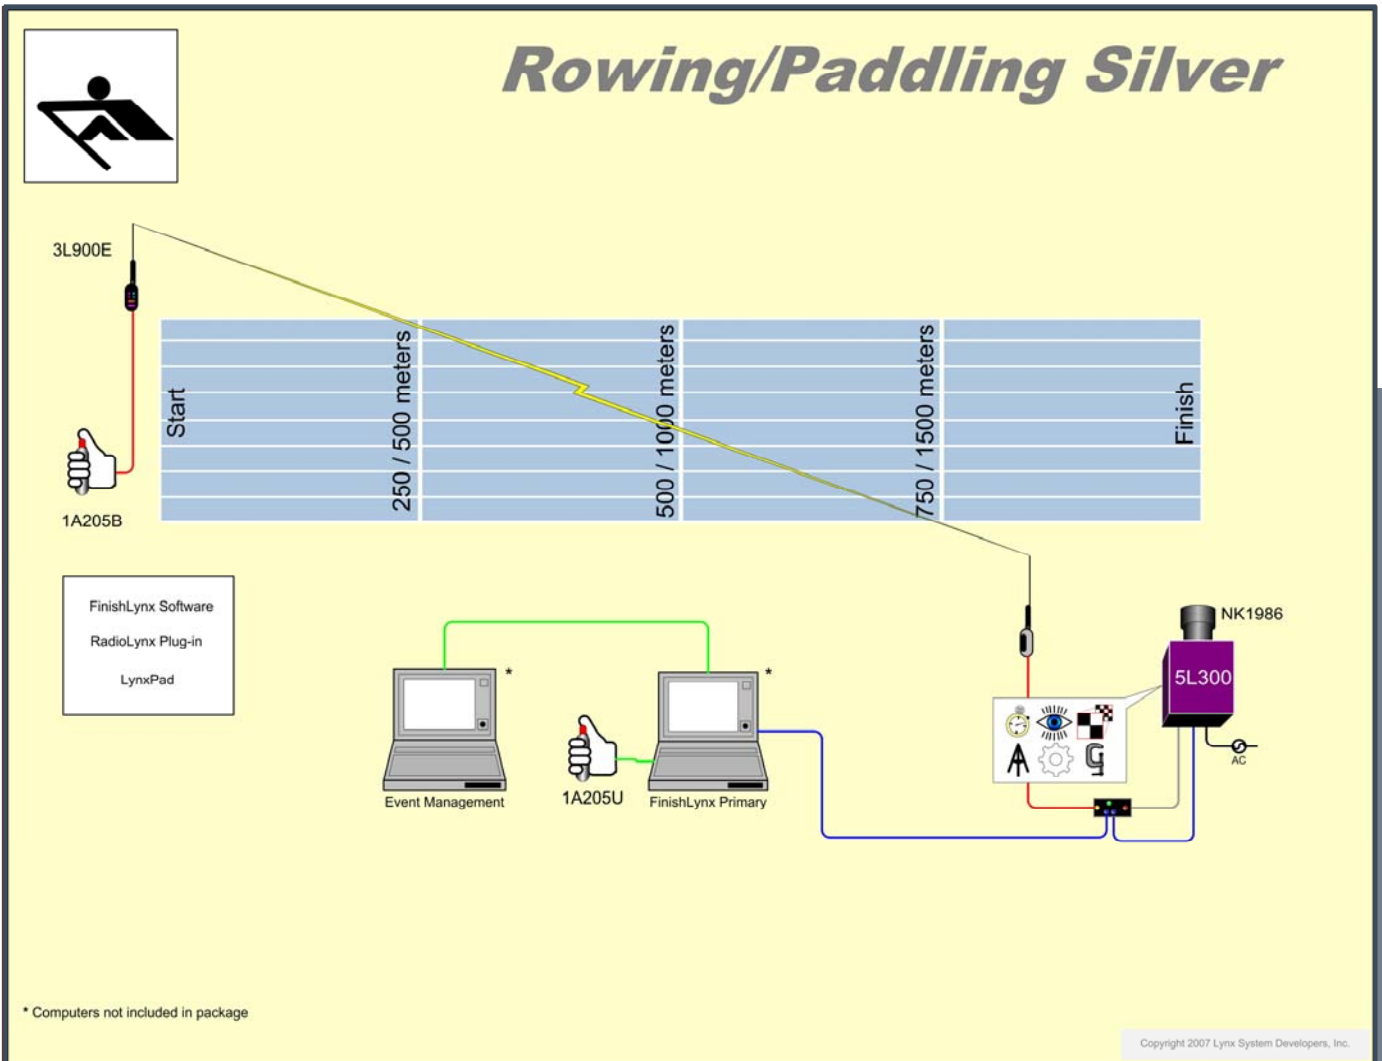 Rowing/Paddling Silver
3L900E
Start
250 / 500 meters
500 / 1000 meters
750 / 1500 meters
Finish
1A205B
FinishLynx Software
RadioLynx Plug-in
LynxPad
*
Event Management
1A205U
*
FinishLynx Primary
NK1986
5L300
AC
* Computers not included in package
Copyright 2007 Lynx System Developers, Inc.